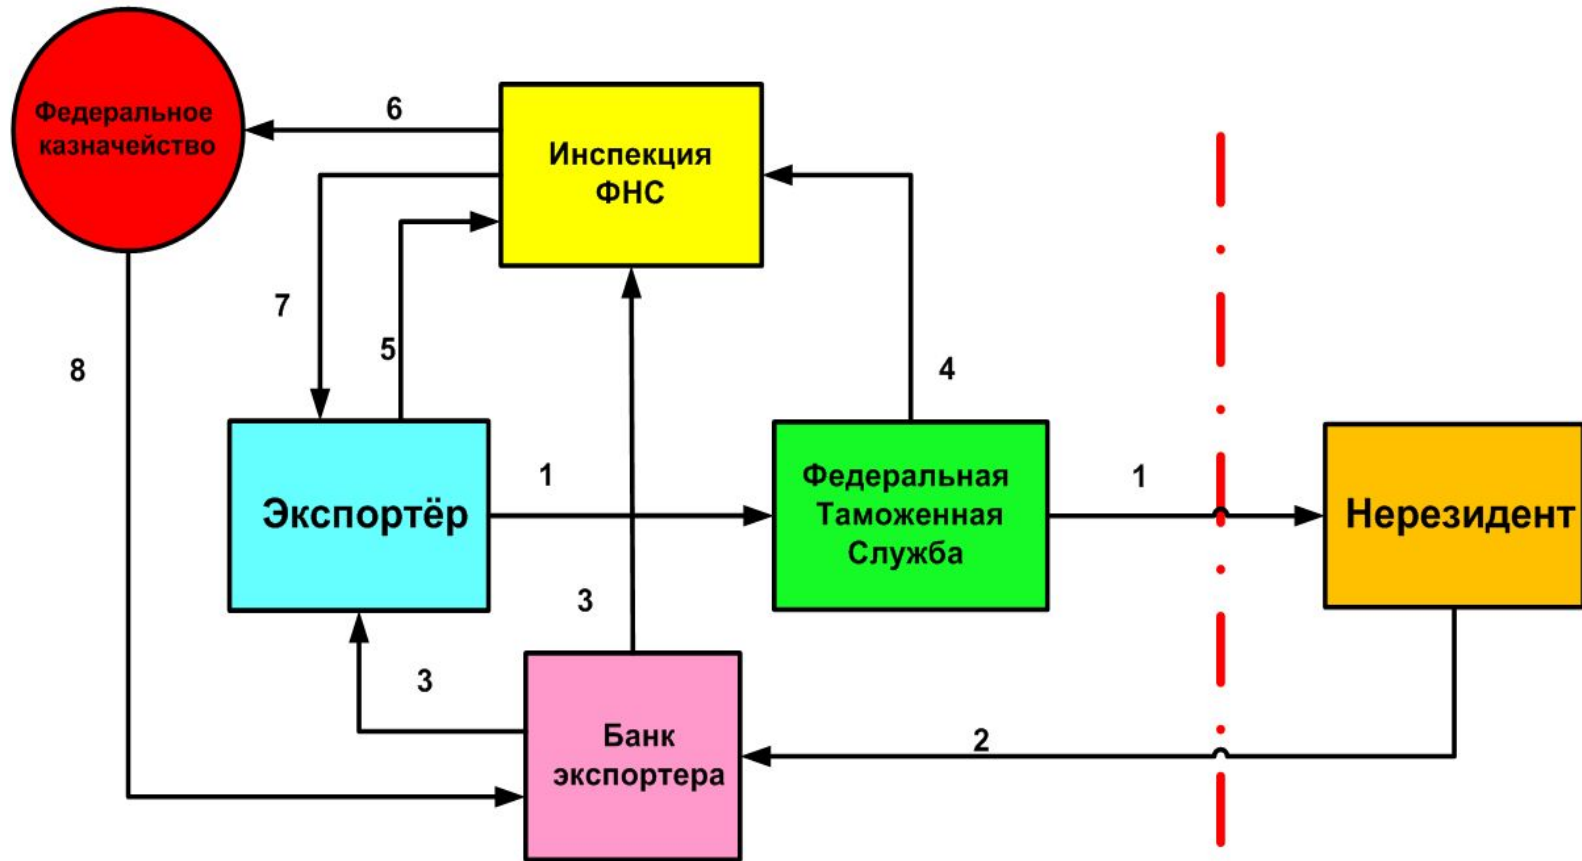 Федеральное
казначейство
6
Инспекция
ФНС
7
5
8
4
Экспортёр
1
Федеральная
Таможенная
Служба
1
Нерезидент
3
3
Банк
экспортера
2